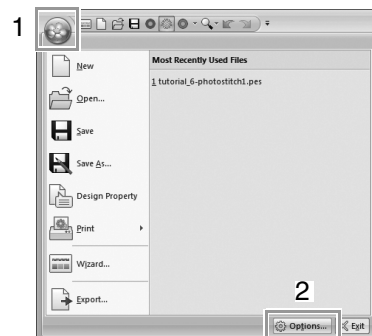 1
Most Recently Used Files
New
1 tutorial_6-photostitch1.pes
Open...
Save
Save As...
Design Property
Print
Wizard...
Export...
2
Options...
Exit